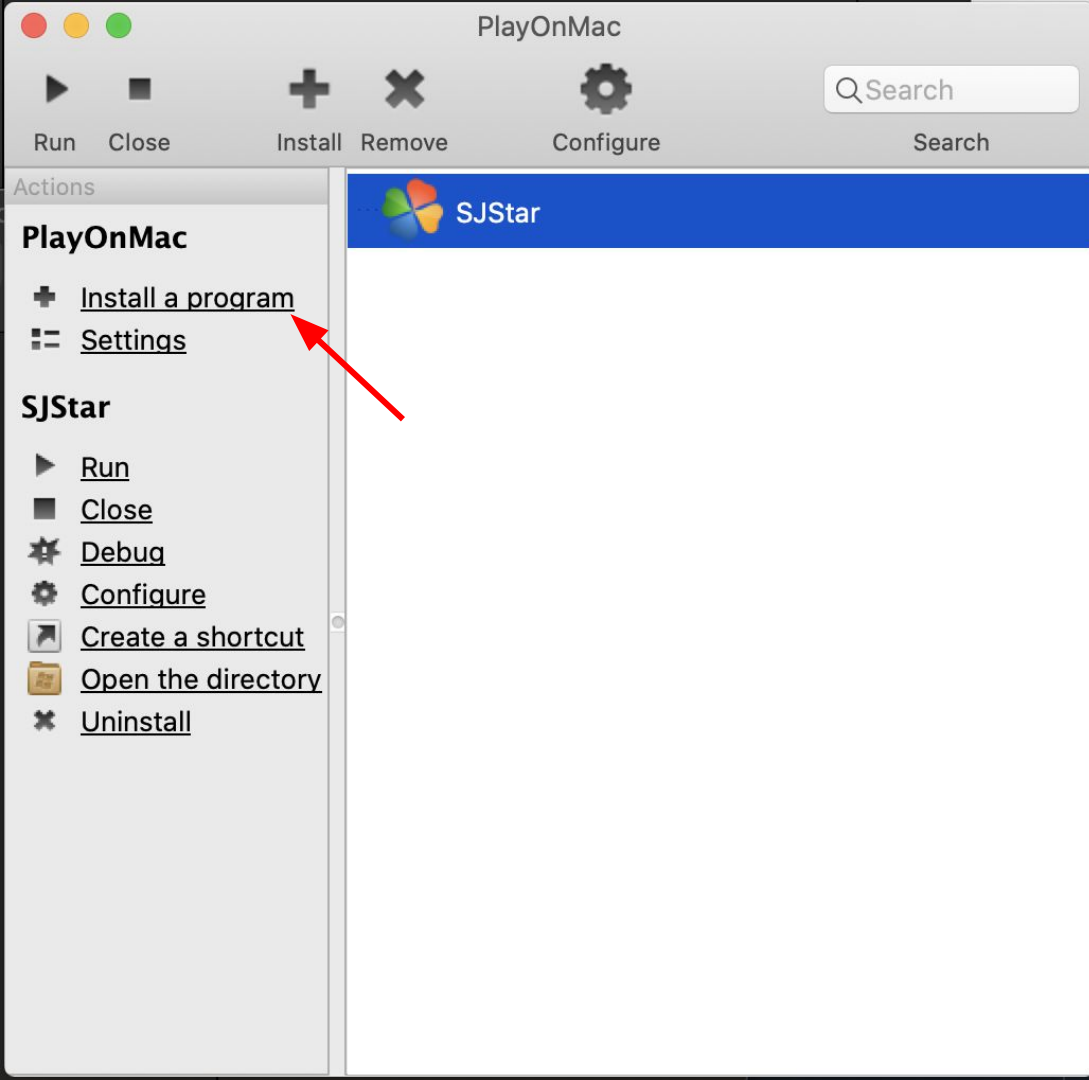 PlayOnMac
Run Close Install Remove Configure Search
Search
Actions
PlayOnMac
Install a program
Settings
SJStar
Run
Close
Debug
Configure
Create a shortcut
Open the directory
Uninstall
SJStar